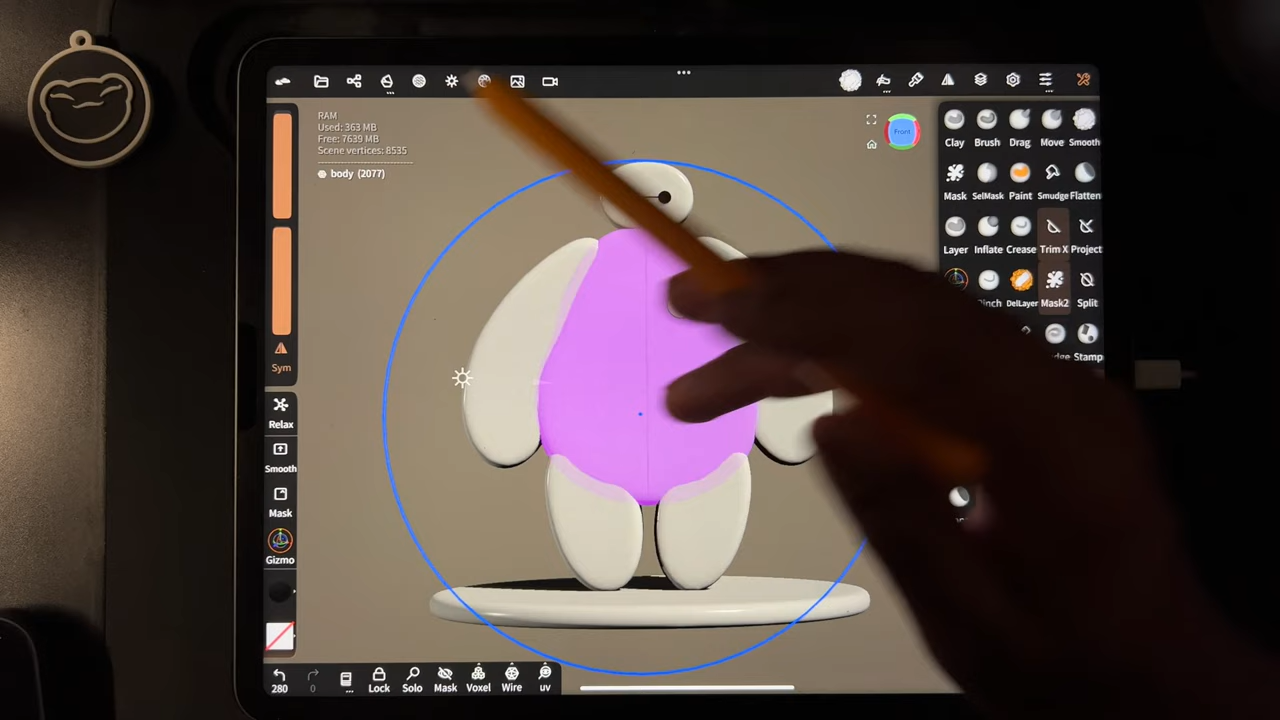 RAM
Used: 363 MB
Free: 7639 MB
Scene vertices: 8535
body (2077)
Front
Clay Brush Drag Move Smooth
Mask SelMask Paint Smudge Flatten
Layer Inflate Crease Trim X Project
DelLayer Mask2 Split
Stamp
Sym
Relax
Smooth
Mask
Gizmo
280 0 Lock Solo Mask Voxel Wire uv